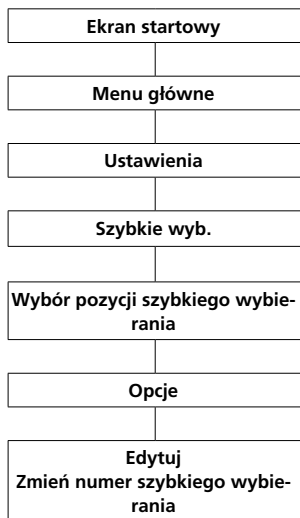 Ekran startowy
Menu główne
Ustawienia
Szybkie wyb.
Wybór pozycji szybkiego wybie-
rania
Opcje
Edytuj
Zmień numer szybkiego wybie-
rania